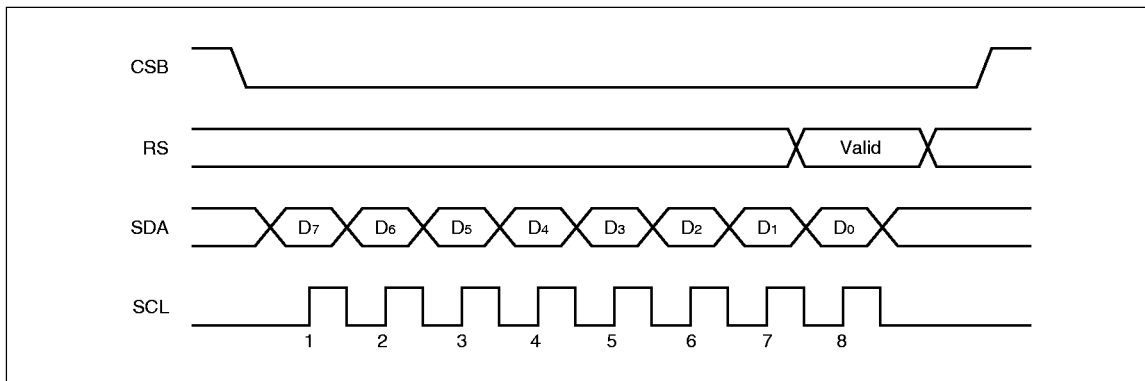 CSB
RS Valid
SDA D7 D6 D5 D4 D3 D2 D1 D0
SCL
1 2 3 4 5 6 7 8